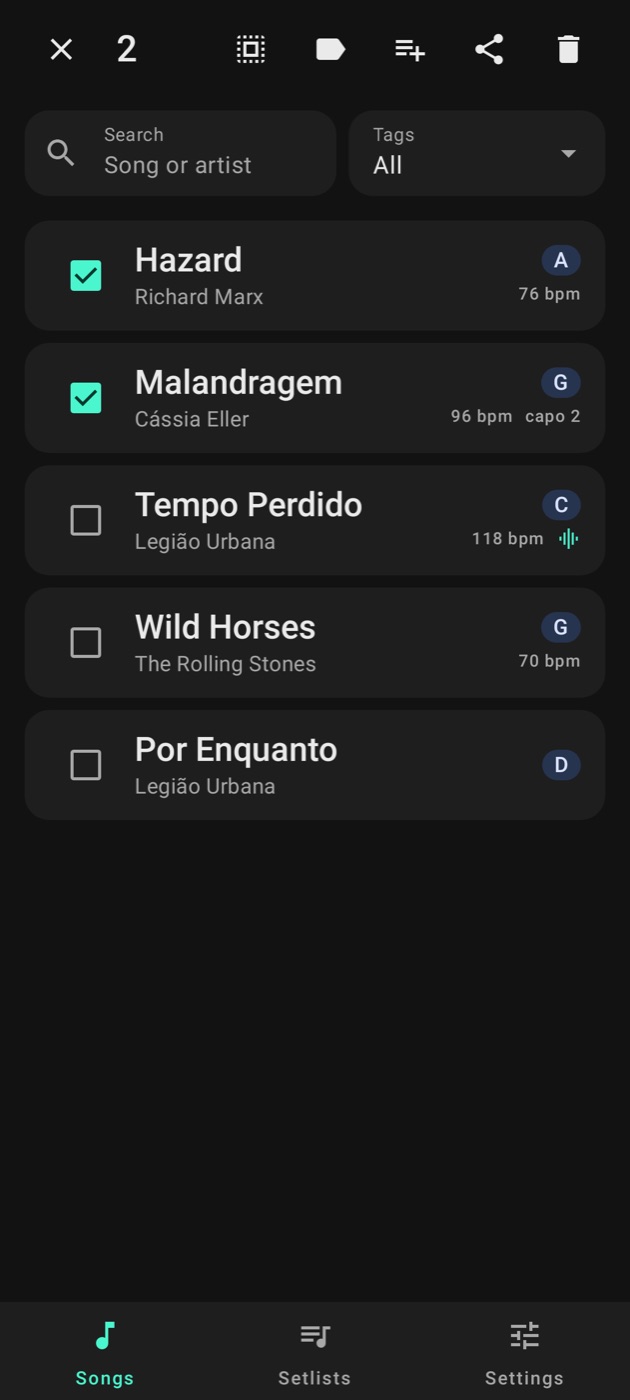 2
Search
Song or artist
Tags
All
Hazard
A
Richard Marx
76 bpm
Malandragem
G
Cássia Eller
96 bpm capo 2
Tempo Perdido
C
Legião Urbana
118 bpm
Wild Horses
G
The Rolling Stones
70 bpm
Por Enquanto
D
Legião Urbana
Songs
Setlists
Settings